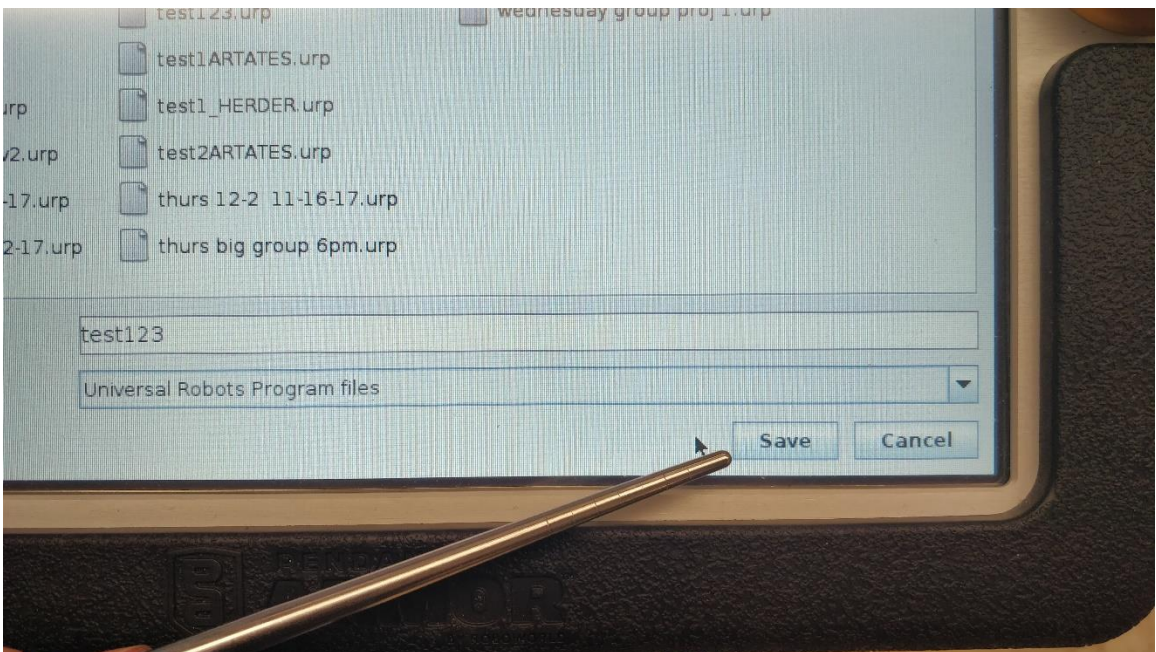 test123.urp
wednesday group proj 1.urp
test1ARTATES.urp
urp
test1_HERDER.urp
v2.urp
test2ARTATES.urp
-17.urp
thurs 12-2 11-16-17.urp
2-17.urp
thurs big group 6pm.urp
test123
Universal Robots Program files
Save
Cancel
ARMOR